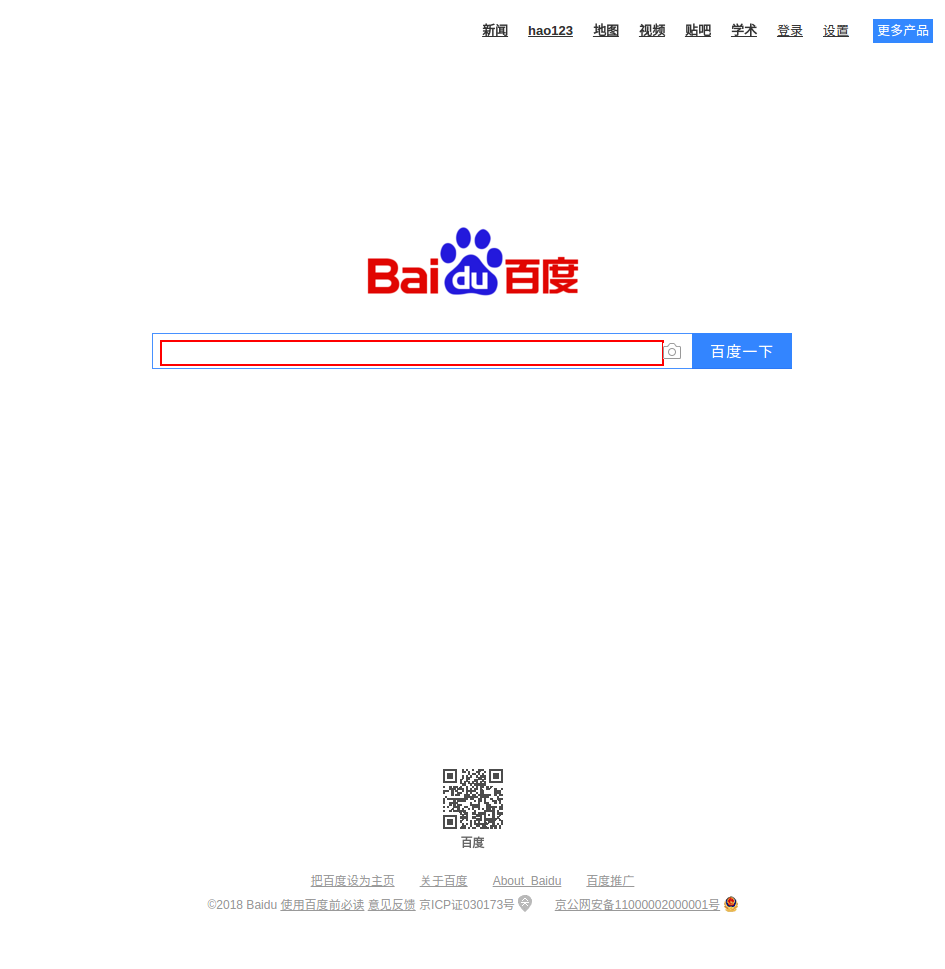 新闻 hao123 地图 视频 贴吧 学术 登录 设置 更多产品
Bai du 百度
百度一下
百度
把百度设为主页 关于百度 About Baidu 百度推广
©2018 Baidu 使用百度前必读 意见反馈 京ICP证030173号 京公网安备11000002000001号